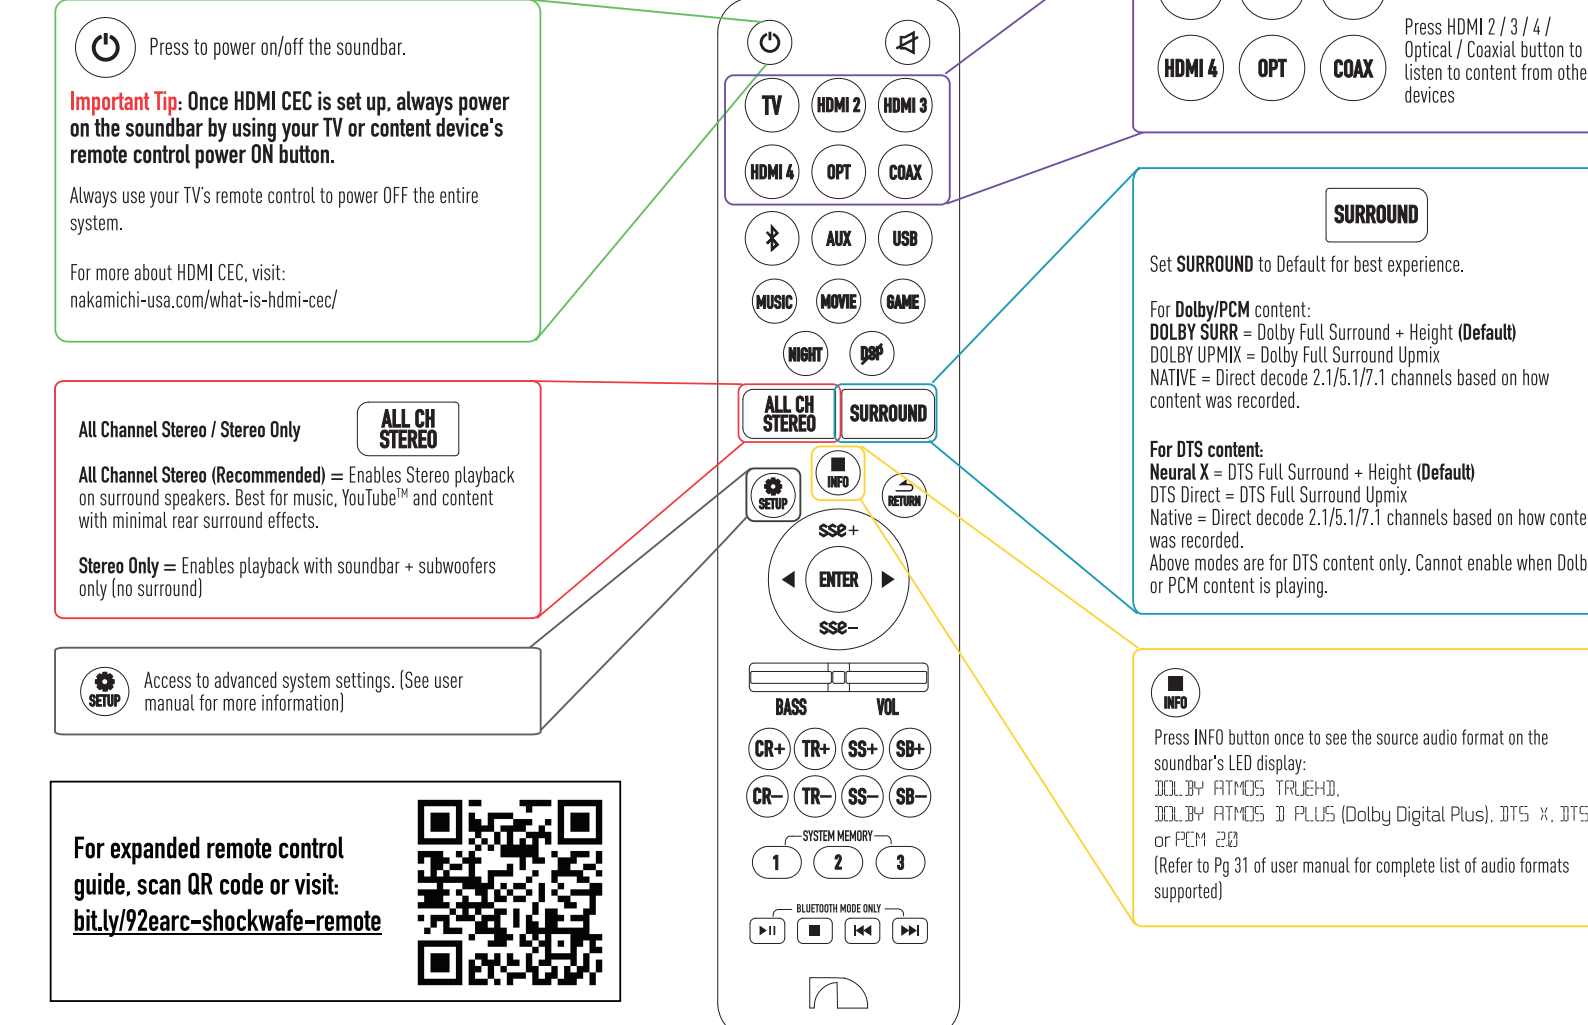 Press to power on/off the soundbar.
Important Tip: Once HDMI CEC is set up, always power
on the soundbar by using your TV or content device's
remote control power ON button.
Always use your TV's remote control to power OFF the entire
system.
For more about HDMI CEC, visit:
nakamichi-usa.com/what-is-hdmi-cec/
All Channel Stereo / Stereo Only
ALL CH
STEREO
All Channel Stereo (Recommended) = Enables Stereo playback
on surround speakers. Best for music, YouTube™ and content
with minimal rear surround effects.
Stereo Only = Enables playback with soundbar + subwoofers
only (no surround)
SETUP
Access to advanced system settings. (See user
manual for more information)
For expanded remote control
guide, scan QR code or visit:
bit.ly/92earc-shockwafe-remote
TV HDMI 2 HDMI 3
HDMI 4 OPT COAX
AUX USB
MUSIC MOVIE GAME
NIGHT DSP
ALL CH
STEREO
SURROUND
INFO
SETUP
RETURN
sse+
ENTER
sse-
BASS VOL
CR+ TR+ SS+ SB+
CR- TR- SS- SB-
SYSTEM MEMORY
1 2 3
BLUETOOTH MODE ONLY
HDMI 4 OPT COAX
Press HDMI 2 / 3 / 4 /
Optical / Coaxial button to
listen to content from othe
devices
SURROUND
Set SURROUND to Default for best experience.
For Dolby/PCM content:
DOLBY SURR = Dolby Full Surround + Height (Default)
DOLBY UPMIX = Dolby Full Surround Upmix
NATIVE = Direct decode 2.1/5.1/7.1 channels based on how
content was recorded.
For DTS content:
Neural X = DTS Full Surround + Height (Default)
DTS Direct = DTS Full Surround Upmix
Native = Direct decode 2.1/5.1/7.1 channels based on how conte
was recorded.
Above modes are for DTS content only. Cannot enable when Dolb
or PCM content is playing.
INFO
Press INFO button once to see the source audio format on the
soundbar's LED display:
DOLBY ATMOS TRUEHD,
DOLBY ATMOS D PLUS (Dolby Digital Plus), DTS X, DTS
or PCM 2.0
(Refer to Pg 31 of user manual for complete list of audio formats
supported)